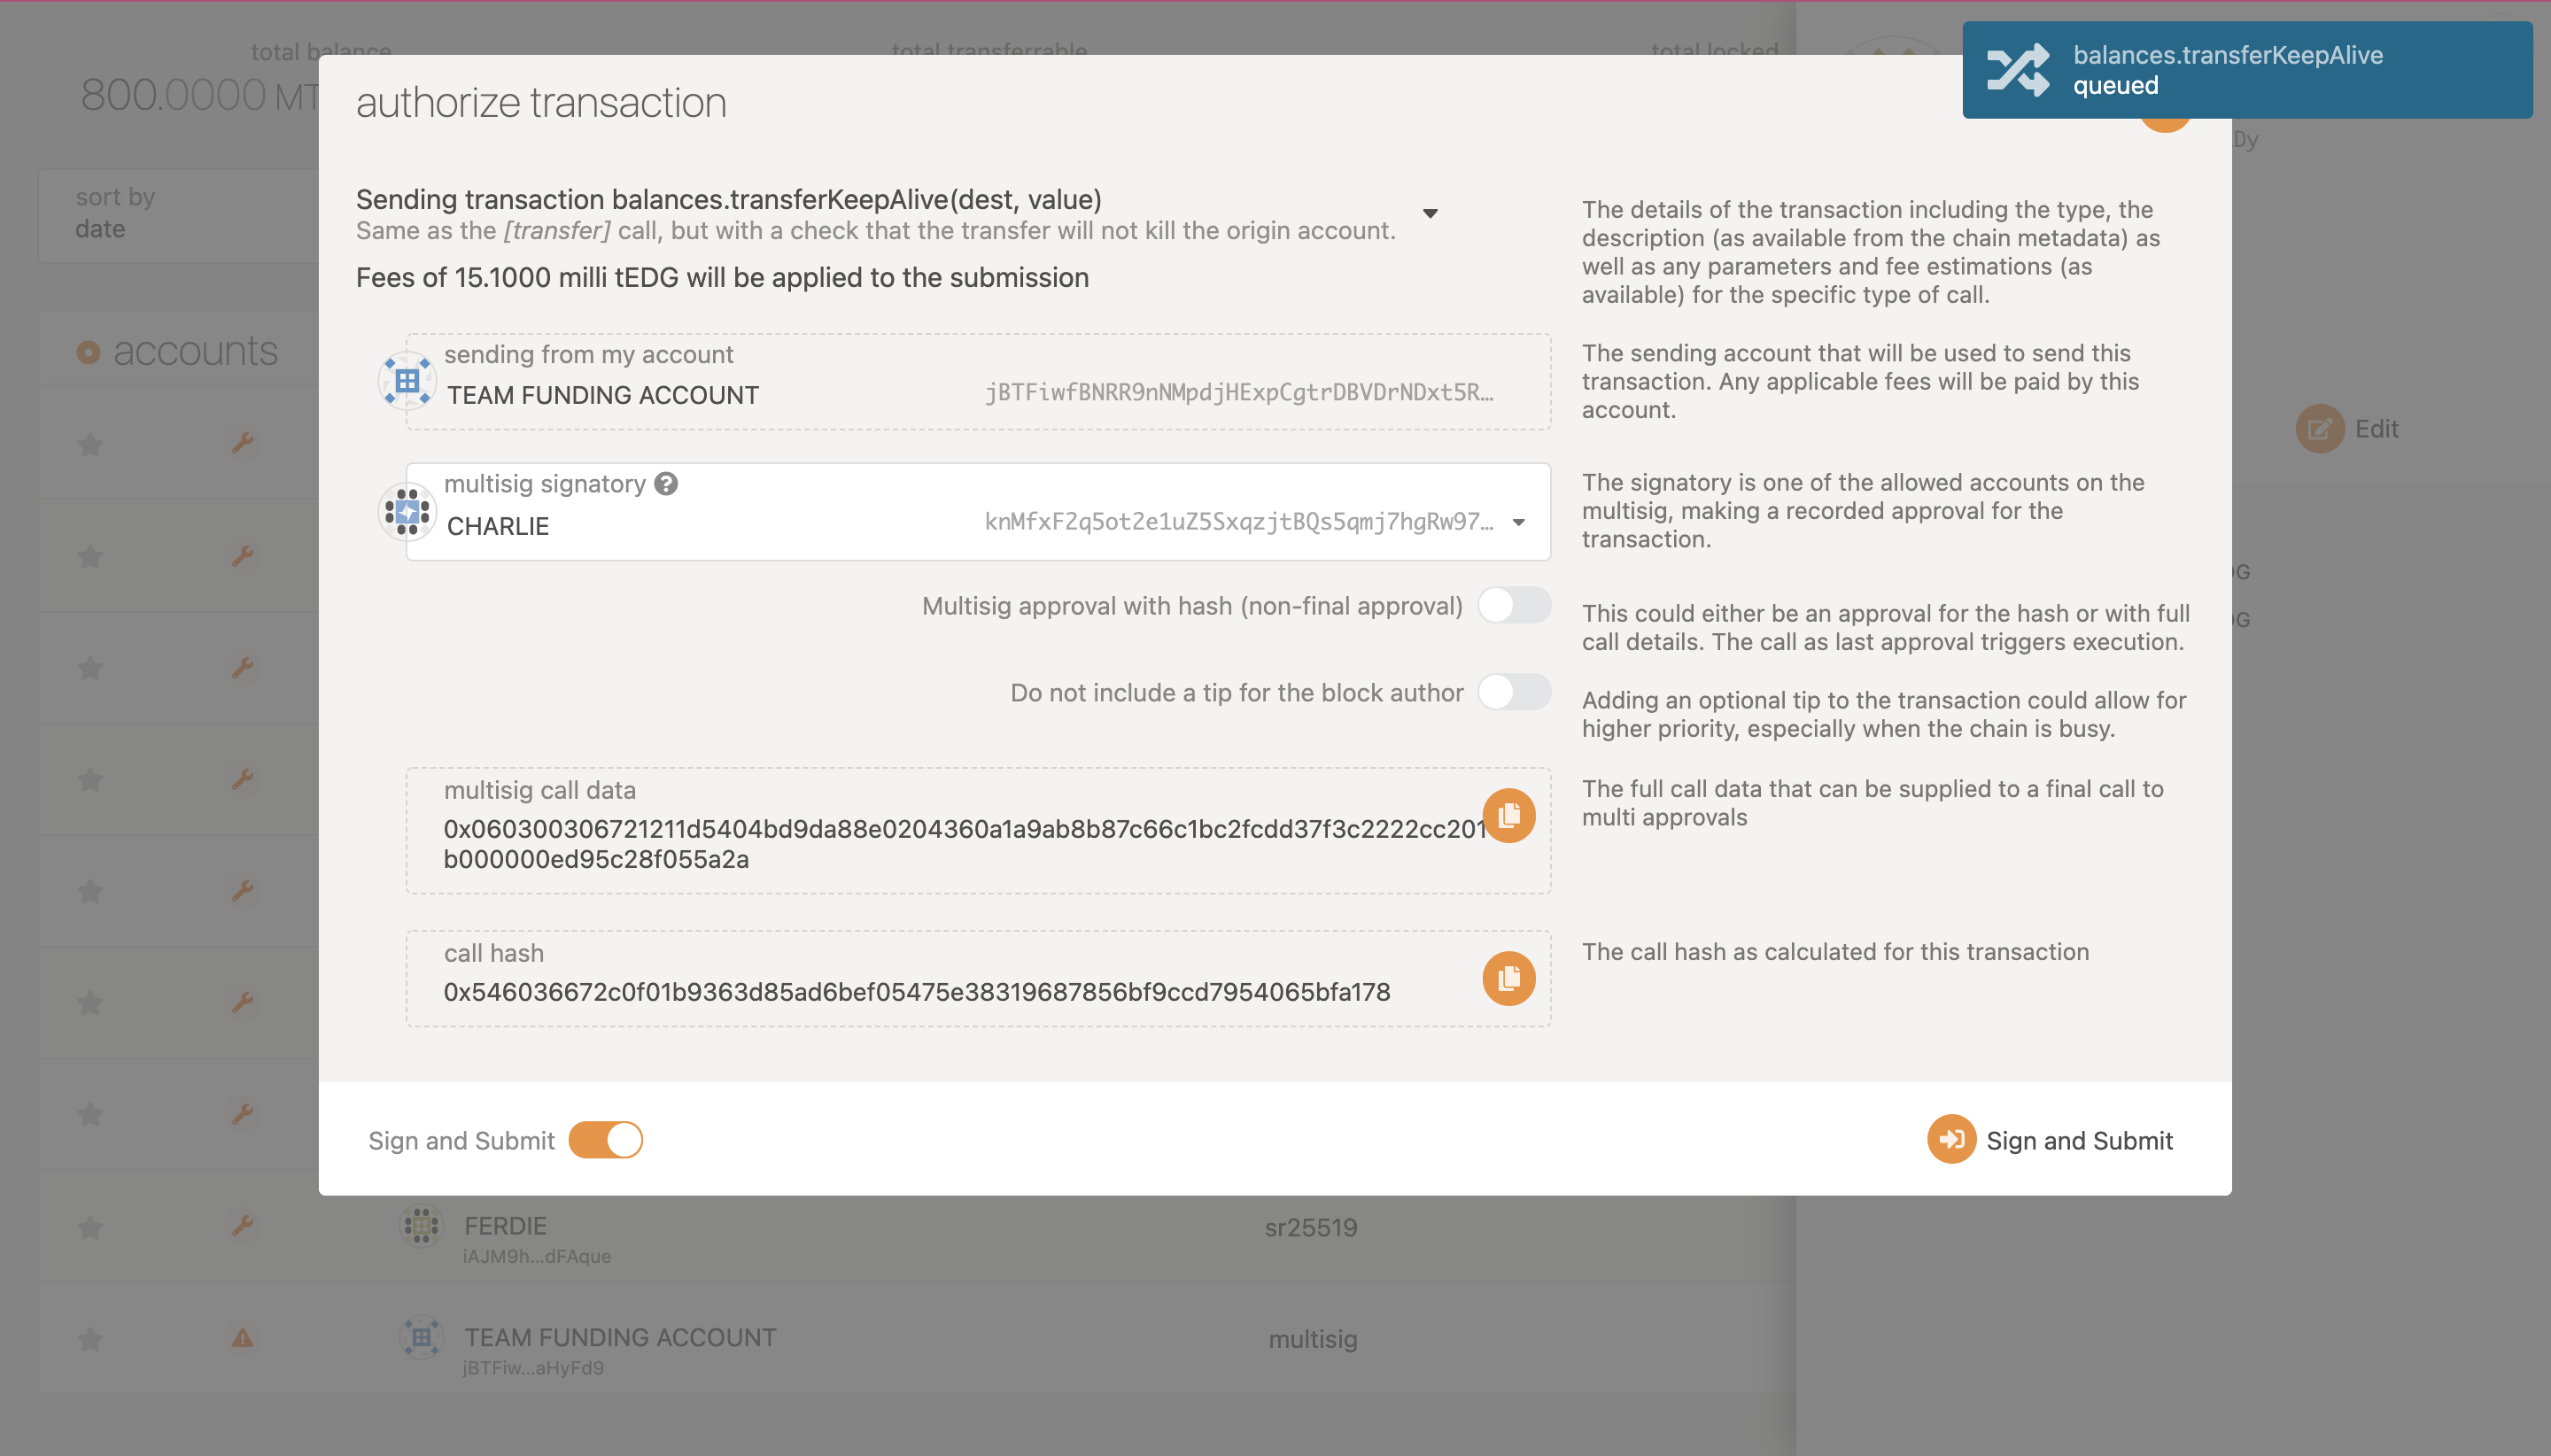 total balance
total transferrable
total locked
800.0000 MT
balances.transferKeepAlive
queued
authorize transaction
sort by
date
Sending transaction balances.transferKeepAlive(dest, value)
Same as the [transfer] call, but with a check that the transfer will not kill the origin account.
Fees of 15.1000 milli tEDG will be applied to the submission
The details of the transaction including the type, the
description (as available from the chain metadata) as
well as any parameters and fee estimations (as
available) for the specific type of call.
accounts
sending from my account
TEAM FUNDING ACCOUNT
jBTFiwfBNRR9nNMpdjHExpCgtrDBVDrNDxt5R…
The sending account that will be used to send this
transaction. Any applicable fees will be paid by this
account.
Edit
multisig signatory
CHARLIE
knMfxF2q5ot2e1uZ5SxqzjtBQs5qmj7hgRw97…
The signatory is one of the allowed accounts on the
multisig, making a recorded approval for the
transaction.
Multisig approval with hash (non-final approval)
This could either be an approval for the hash or with full
call details. The call as last approval triggers execution.
Do not include a tip for the block author
Adding an optional tip to the transaction could allow for
higher priority, especially when the chain is busy.
multisig call data
0x060300306721211d5404bd9da88e0204360a1a9ab8b87c66c1bc2fcdd37f3c2222cc201
b000000ed95c28f055a2a
The full call data that can be supplied to a final call to
multi approvals
call hash
0x546036672c0f01b9363d85ad6bef05475e38319687856bf9ccd7954065bfa178
The call hash as calculated for this transaction
Sign and Submit
Sign and Submit
FERDIE
iAJM9h...dFAque
sr25519
TEAM FUNDING ACCOUNT
jBTFiw...aHyFd9
multisig